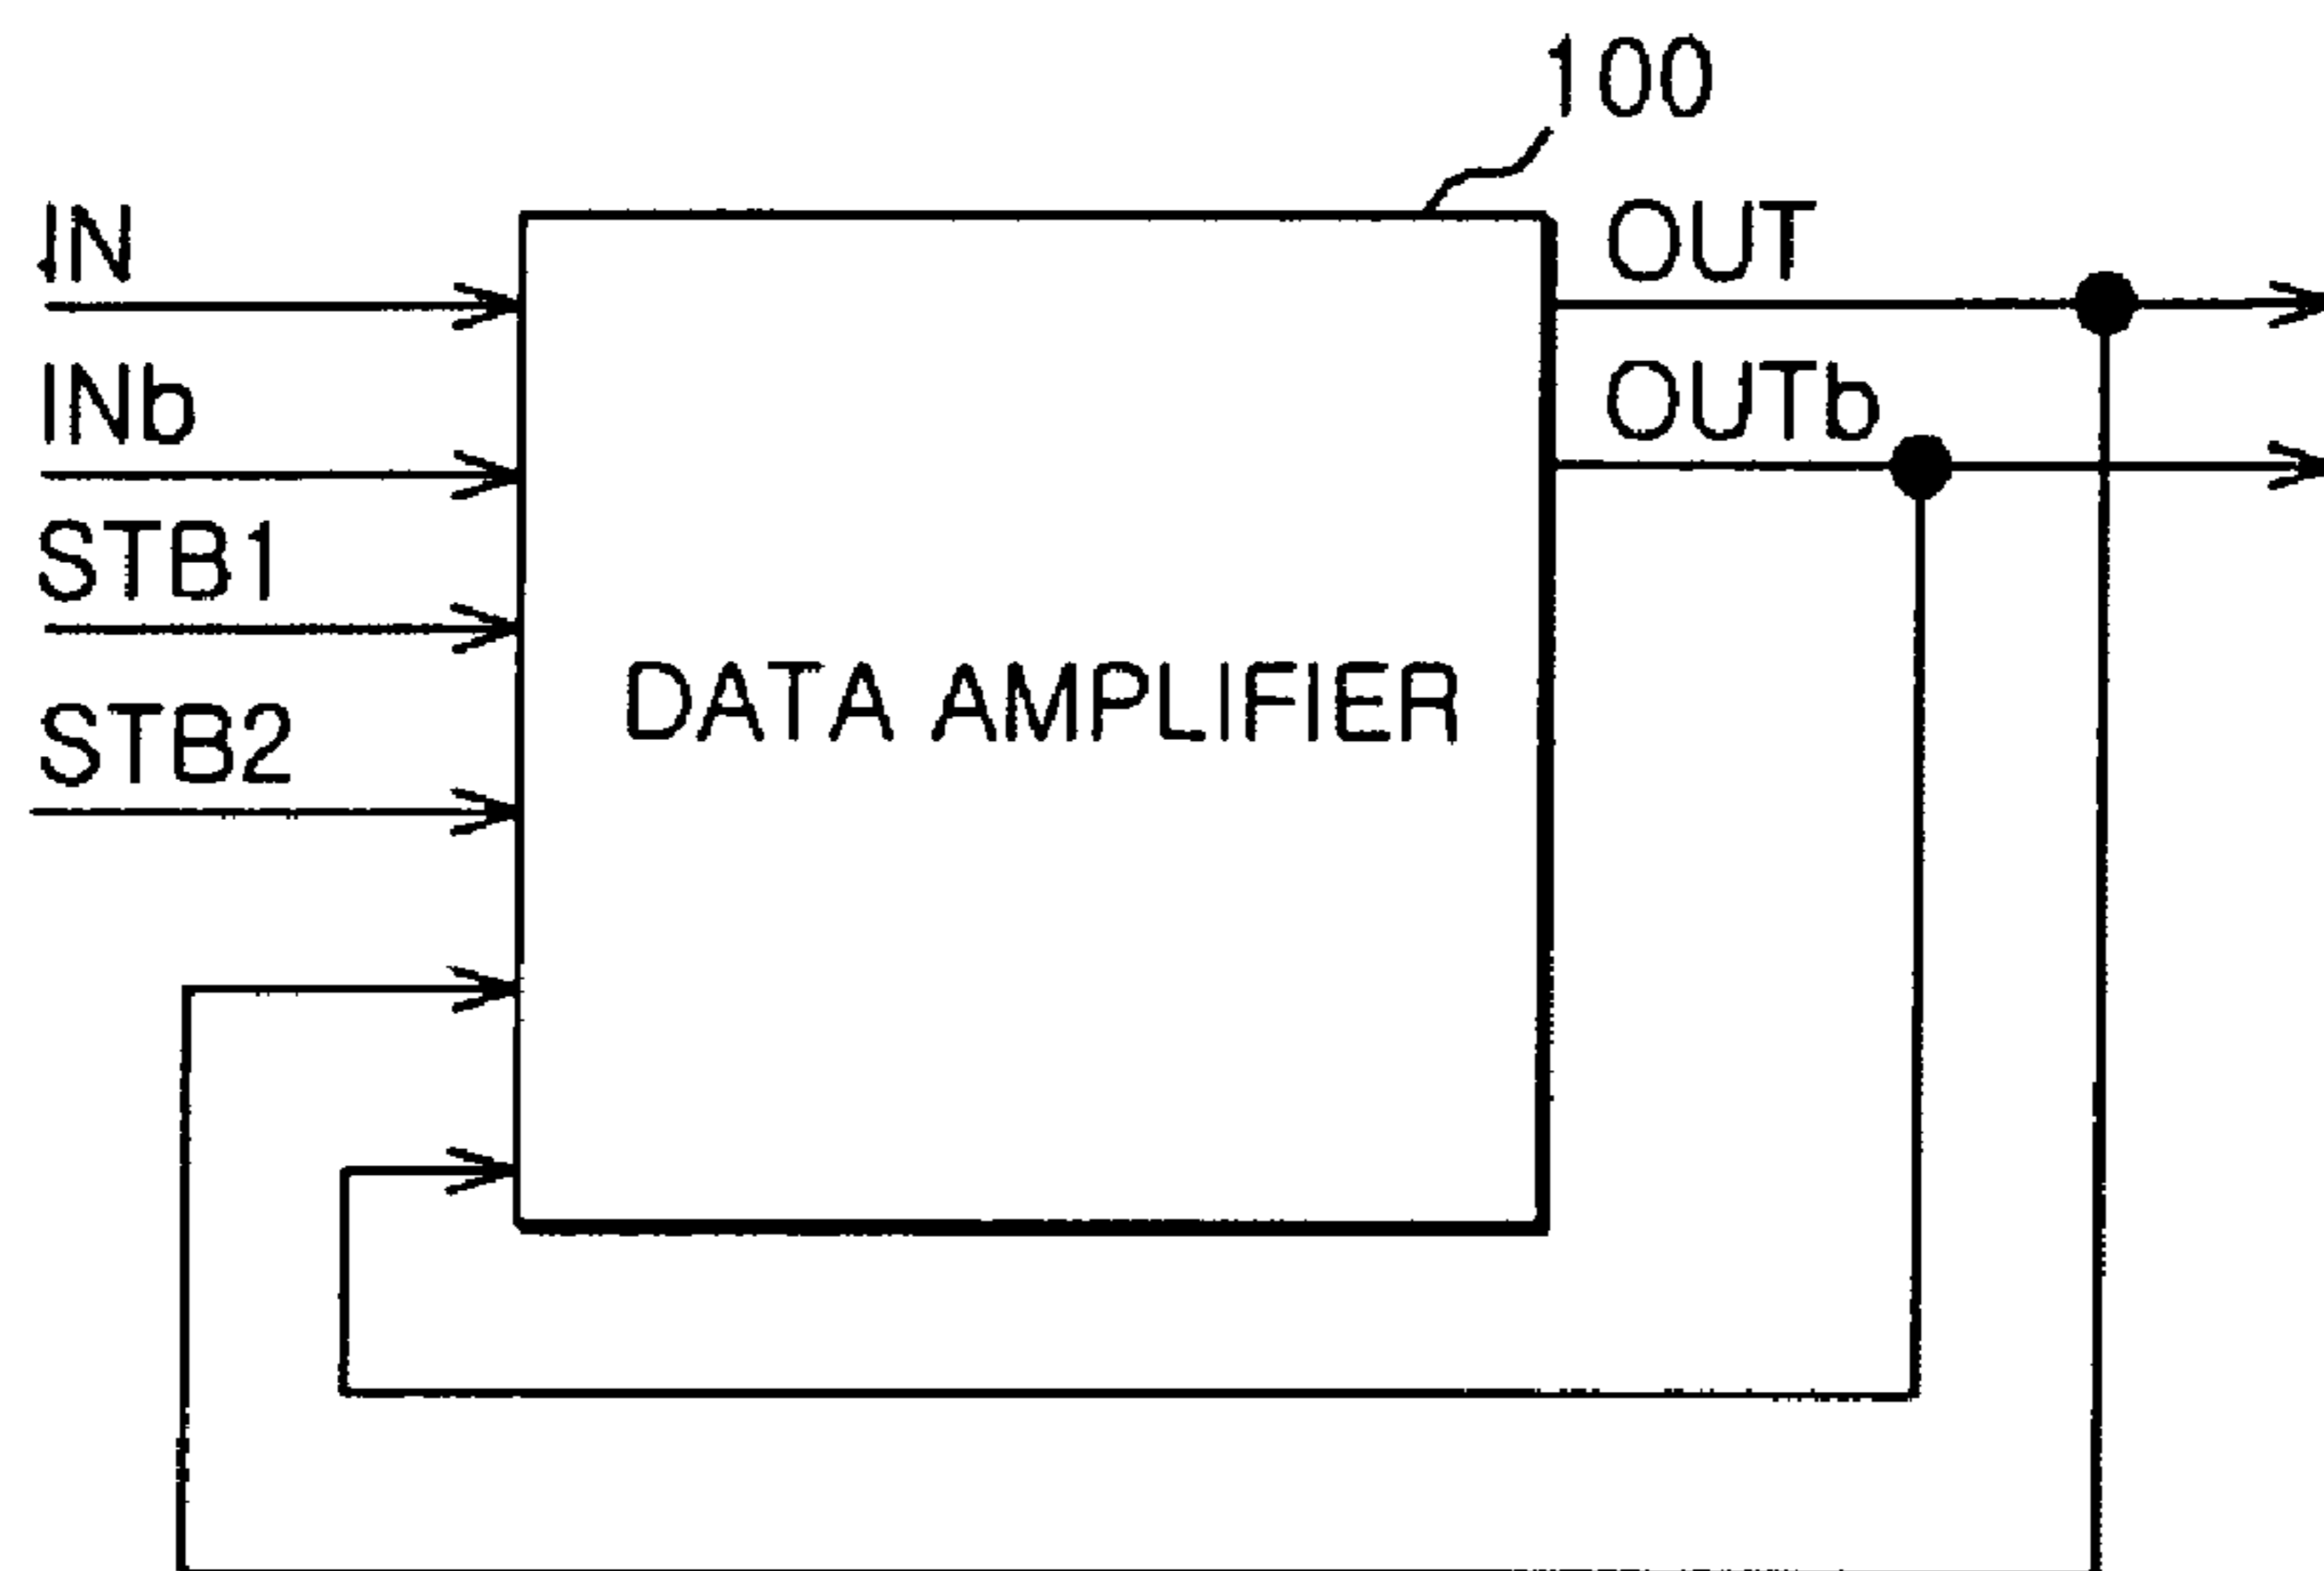 100
IN
OUT
INb
OUTb
STB1
DATA AMPLIFIER
STB2